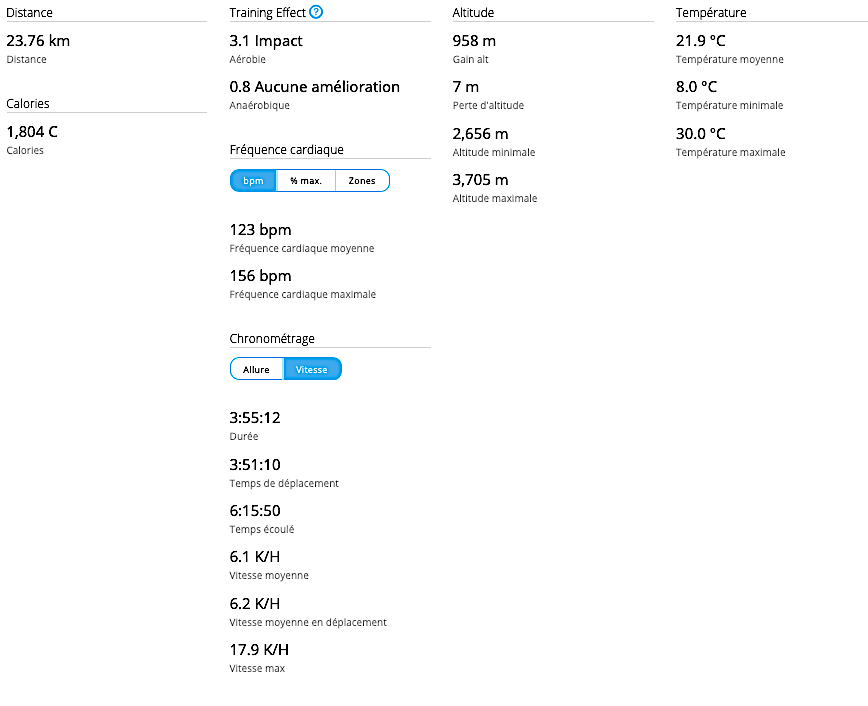 Distance
23.76 km
Distance
Calories
1,804 C
Calories
Training Effect ?
3.1 Impact
Aérobie
0.8 Aucune amélioration
Anaérobique
Fréquence cardiaque
bpm % max. Zones
123 bpm
Fréquence cardiaque moyenne
156 bpm
Fréquence cardiaque maximale
Chronométrage
Allure Vitesse
3:55:12
Durée
3:51:10
Temps de déplacement
6:15:50
Temps écoulé
6.1 K/H
Vitesse moyenne
6.2 K/H
Vitesse moyenne en déplacement
17.9 K/H
Vitesse max
Altitude
958 m
Gain alt
7 m
Perte d'altitude
2,656 m
Altitude minimale
3,705 m
Altitude maximale
Température
21.9 °C
Température moyenne
8.0 °C
Température minimale
30.0 °C
Température maximale